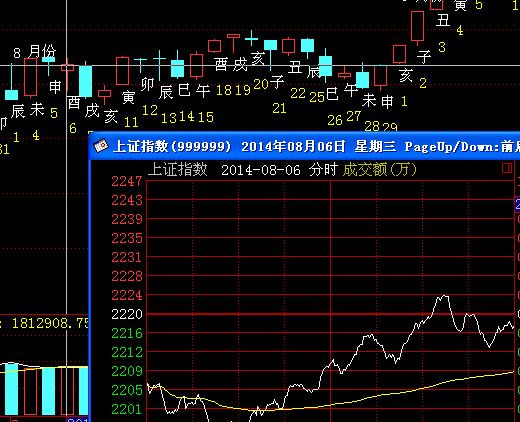 寅 5
丑 4
8 月份
子 3
酉 戌 亥 子 丑 辰 亥 2
申 卯 辰 巳 午 巳 午 未 申 1
辰 未 酉 戌 亥 寅 12 13 14 15 18 19 20 21 22 25 26 27 28 29
卯 1 4 5 6 7 8 11
31
上证指数(999999) 2014年08月06日 星期三 PageUp/Down:前
上证指数 2014-08-06 分时 成交额(万)
2247
2243
2239
2235
2231
2228
2224
2220
: 1812908.75
2216
2212
2209
2205
2201